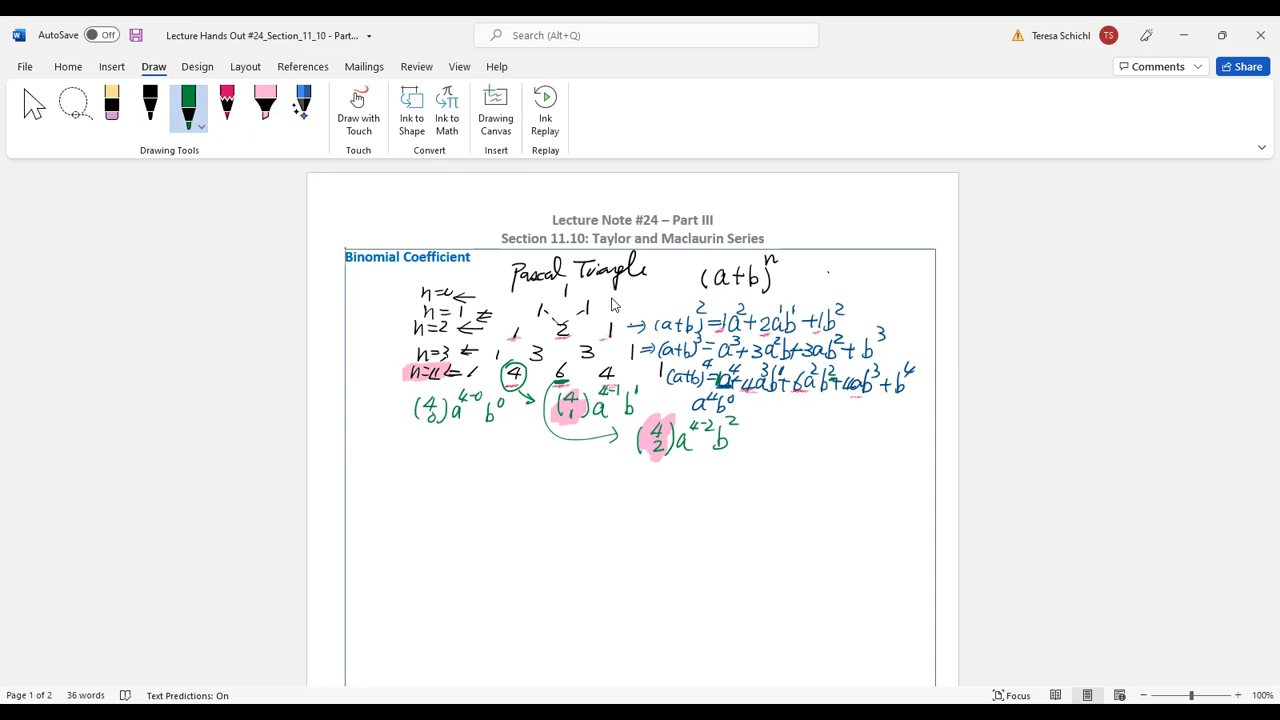 AutoSave Off Lecture Hands Out #24_Section_11_10 - Part... Search (Alt+Q) Teresa Schichl TS
File Home Insert Draw Design Layout References Mailings Review View Help Comments Share
Draw with Touch Ink to Shape Ink to Math Drawing Canvas Ink Replay
Drawing Tools Touch Convert Insert Replay
Lecture Note #24 – Part III
Section 11.10: Taylor and Maclaurin Series
Binomial Coefficient
Pascal Triangle (a+b)^n
n=0 ← 1
n=1 ← 1 1
n=2 ← 1 2 1 → (a+b)^2 = 1a^2 + 2a^1b^1 + 1b^2
n=3 ← 1 3 3 1 ⇒ (a+b)^3 = a^3 + 3a^2b + 3ab^2 + b^3
n=4 ← 1 4 6 4 1 (a+b)^4 = a^4 + 4a^3b^1 + 6a^2b^2 + 4ab^3 + b^4
(4 0) a^4-0 b^0 → (4 1) a^4-1 b^1 a^4b^0
→ (4 2) a^4-2 b^2
Page 1 of 2 36 words Text Predictions: On Focus 100%